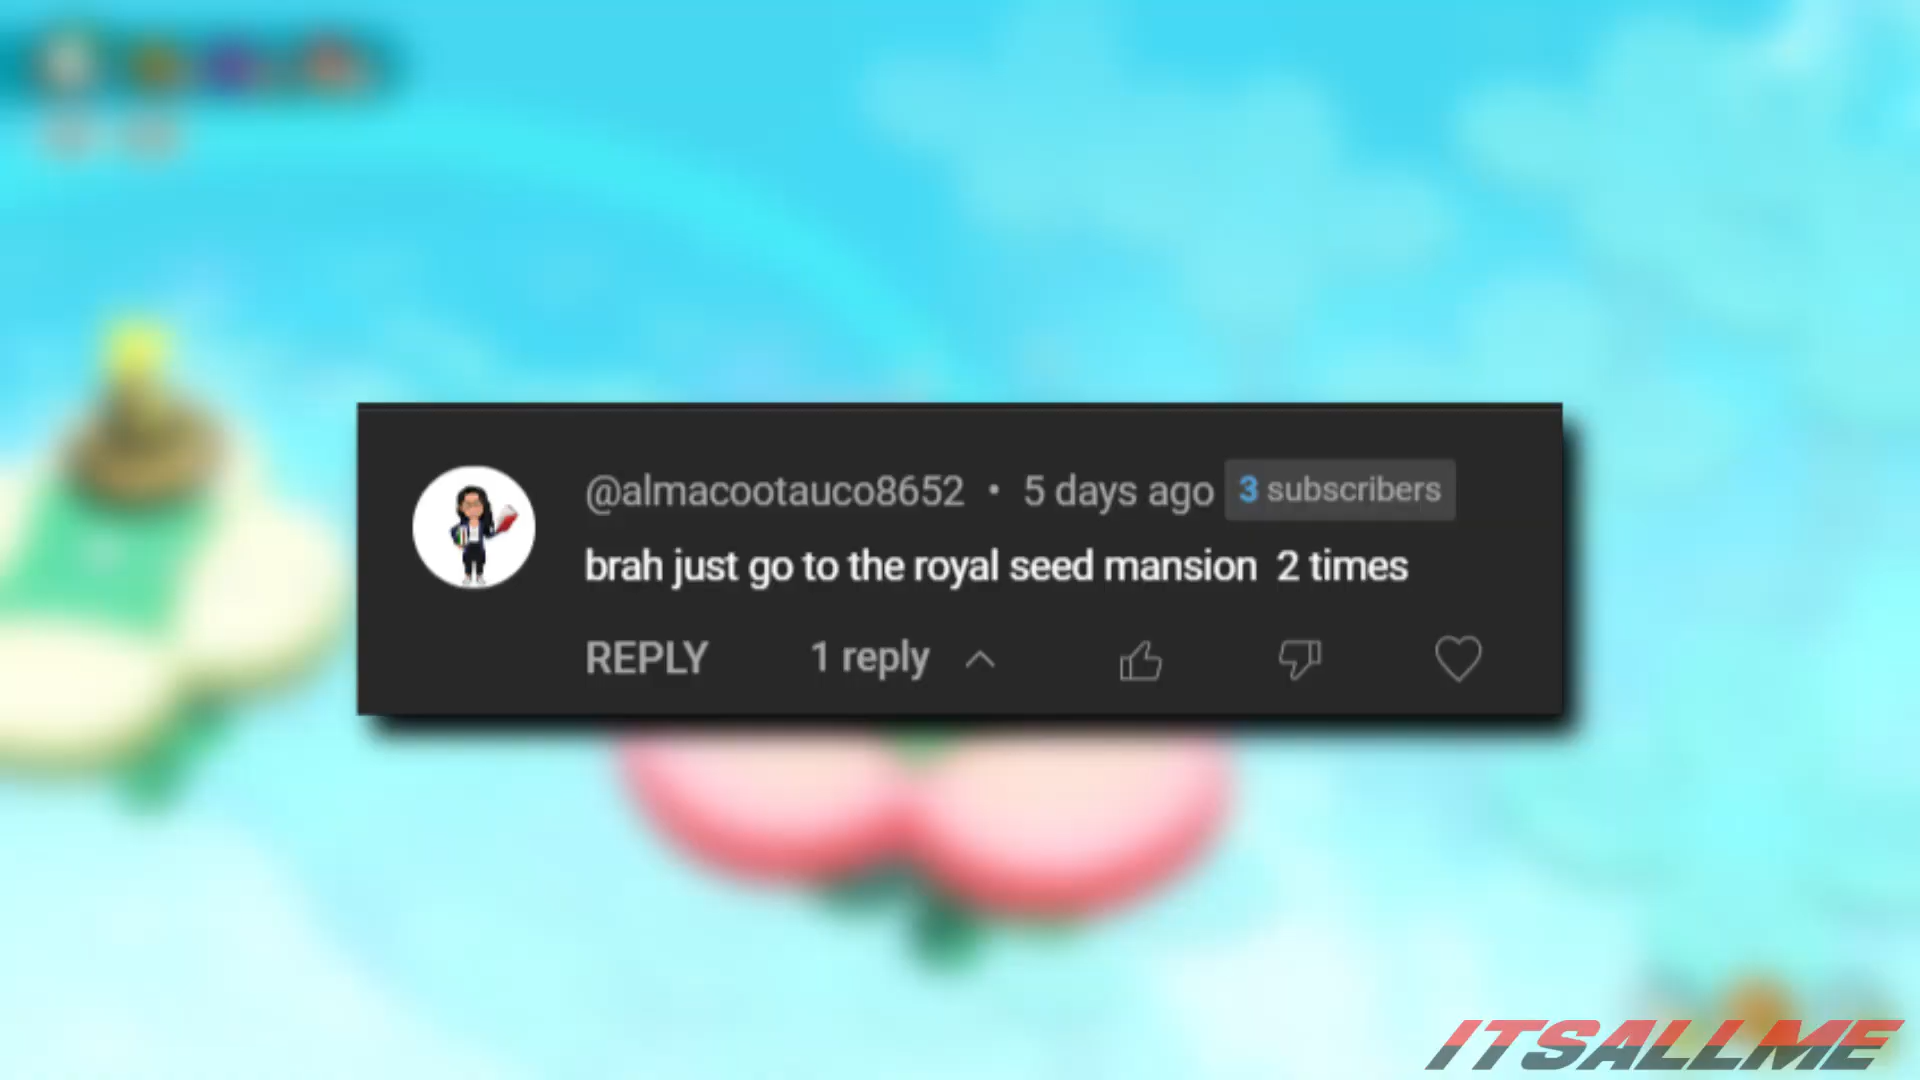 @almacootauco8652 • 5 days ago 3 subscribers
brah just go to the royal seed mansion  2 times
REPLY 1 reply
ITSALLME